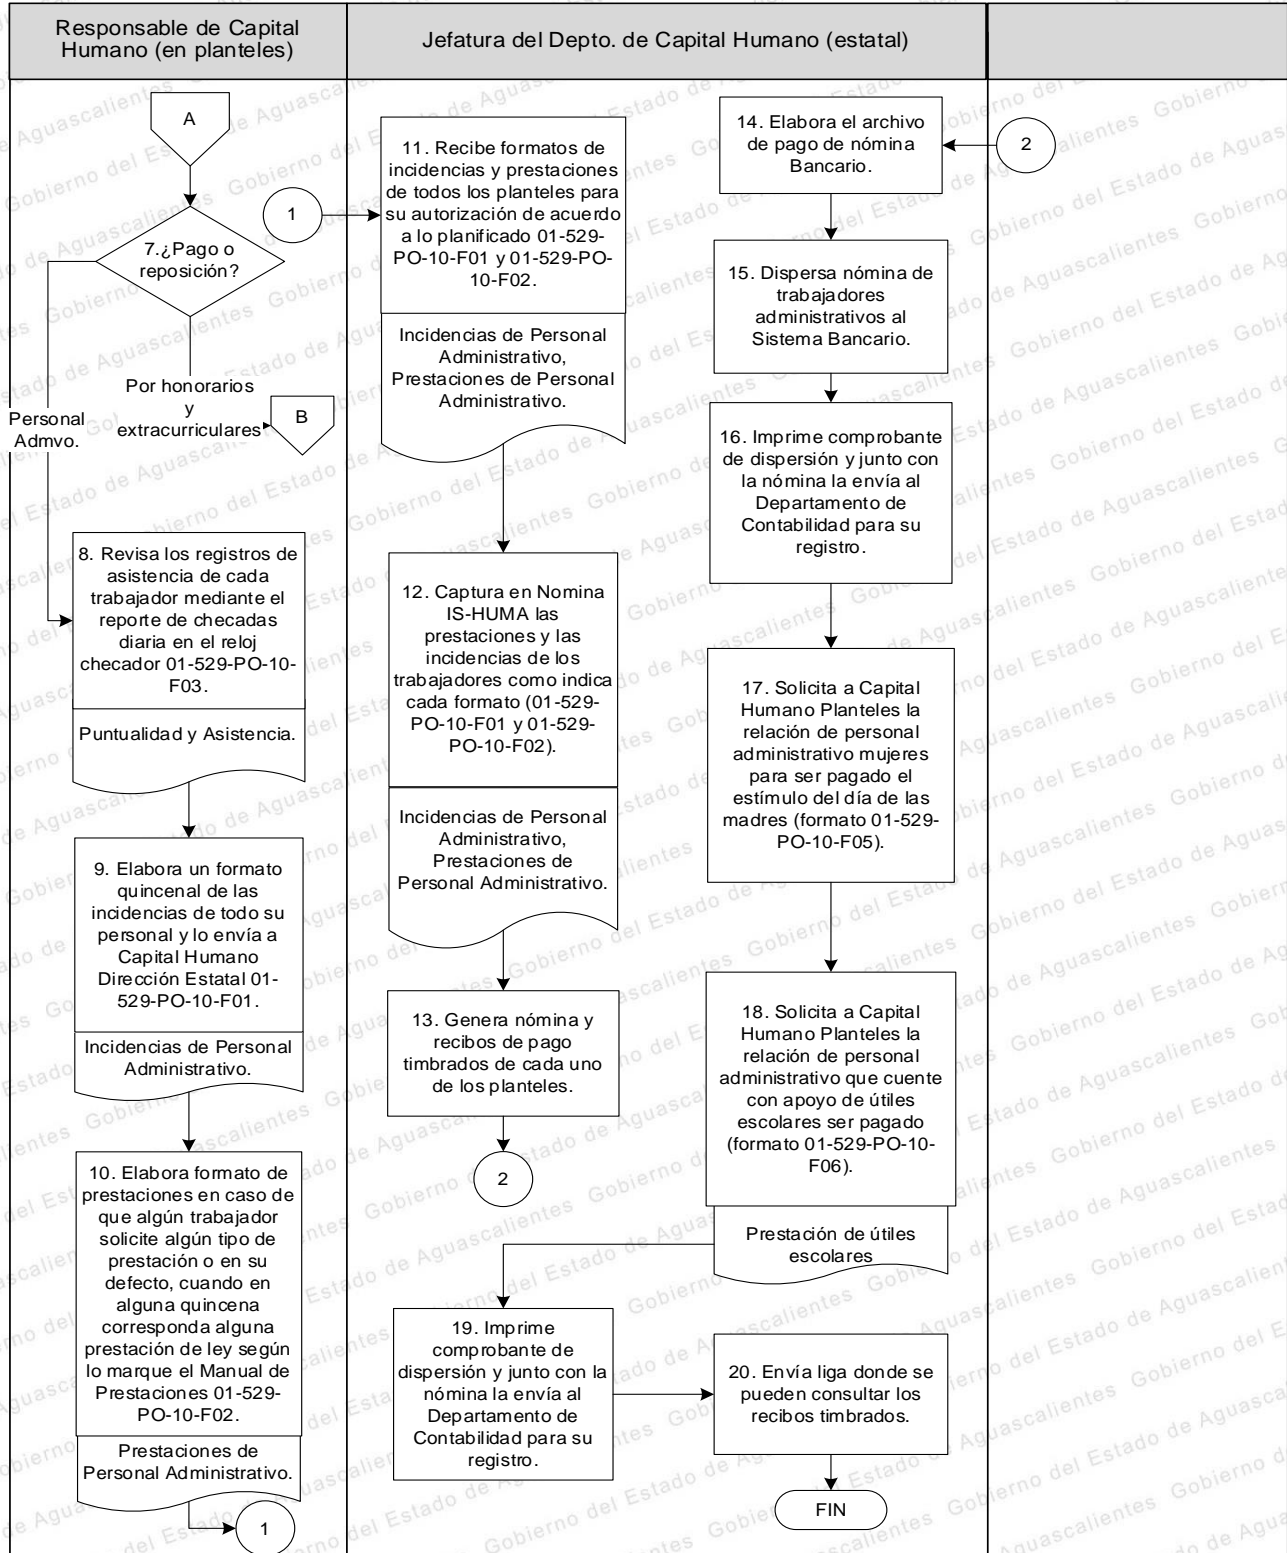 Responsable de Capital
Humano (en planteles)
Jefatura del Depto. de Capital Humano (estatal)
A
7.¿Pago o
reposición?
Personal
Admvo.
Por honorarios
y
extracurriculares
B
8. Revisa los registros de
asistencia de cada
trabajador mediante el
reporte de checadas
diaria en el reloj
checador 01-529-PO-10-
F03.
Puntualidad y Asistencia.
9. Elabora un formato
quincenal de las
incidencias de todo su
personal y lo envía a
Capital Humano
Dirección Estatal 01-
529-PO-10-F01.
Incidencias de Personal
Administrativo.
10. Elabora formato de
prestaciones en caso de
que algún trabajador
solicite algún tipo de
prestación o en su
defecto, cuando en
alguna quincena
corresponda alguna
prestación de ley según
lo marque el Manual de
Prestaciones 01-529-
PO-10-F02.
Prestaciones de
Personal Administrativo.
1
1
11. Recibe formatos de
incidencias y prestaciones
de todos los planteles para
su autorización de acuerdo
a lo planificado 01-529-
PO-10-F01 y 01-529-PO-
10-F02.
Incidencias de Personal
Administrativo,
Prestaciones de Personal
Administrativo.
12. Captura en Nomina
IS-HUMA las
prestaciones y las
incidencias de los
trabajadores como indica
cada formato (01-529-
PO-10-F01 y 01-529-
PO-10-F02).
Incidencias de Personal
Administrativo,
Prestaciones de
Personal Administrativo.
13. Genera nómina y
recibos de pago
timbrados de cada uno
de los planteles.
2
2
14. Elabora el archivo
de pago de nómina
Bancario.
15. Dispersa nómina de
trabajadores
administrativos al
Sistema Bancario.
16. Imprime comprobante
de dispersión y junto con
la nómina la envía al
Departamento de
Contabilidad para su
registro.
17. Solicita a Capital
Humano Planteles la
relación de personal
administrativo mujeres
para ser pagado el
estímulo del día de las
madres (formato 01-529-
PO-10-F05).
18. Solicita a Capital
Humano Planteles la
relación de personal
administrativo que cuente
con apoyo de útiles
escolares ser pagado
(formato 01-529-PO-10-
F06).
Prestación de útiles
escolares
19. Imprime
comprobante de
dispersión y junto con la
nómina la envía al
Departamento de
Contabilidad para su
registro.
20. Envía liga donde se
pueden consultar los
recibos timbrados.
FIN
Gobierno del Estado de Aguascalientes